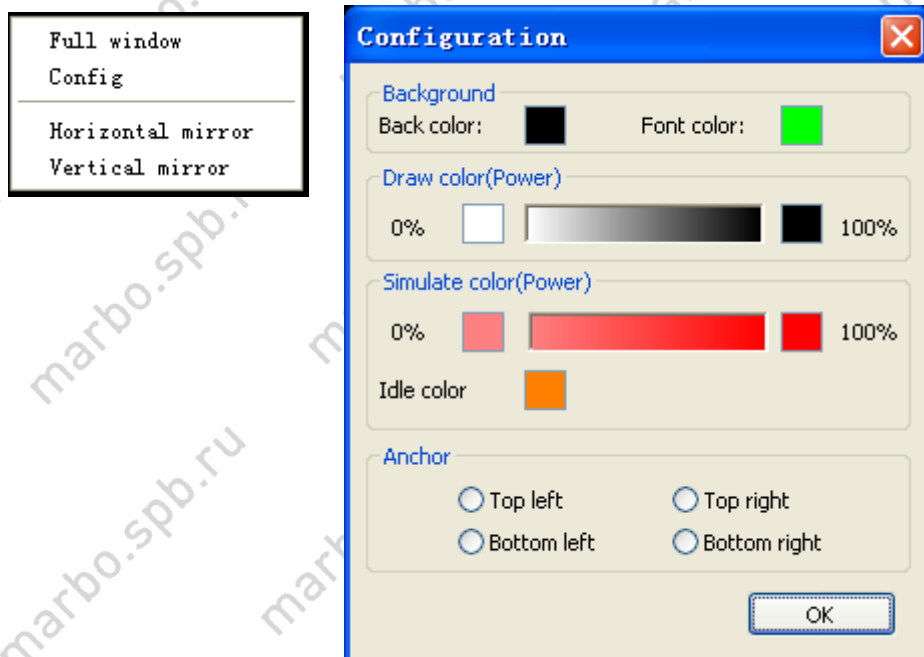 Full window
Config
Horizontal mirror
Vertical mirror
Configuration
Background
Back color: Font color:
Draw color(Power)
0% 100%
Simulate color(Power)
0% 100%
Idle color
Anchor
Top left Top right
Bottom left Bottom right
OK
marbo.spb.ru
marbo.spb.ru